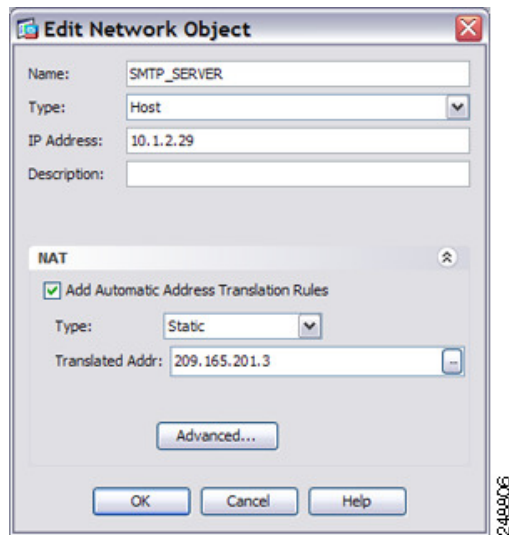 Edit Network Object
Name: SMTP_SERVER
Type: Host
IP Address: 10.1.2.29
Description:
NAT
Add Automatic Address Translation Rules
Type: Static
Translated Addr: 209.165.201.3 ...
Advanced...
OK Cancel Help
248806